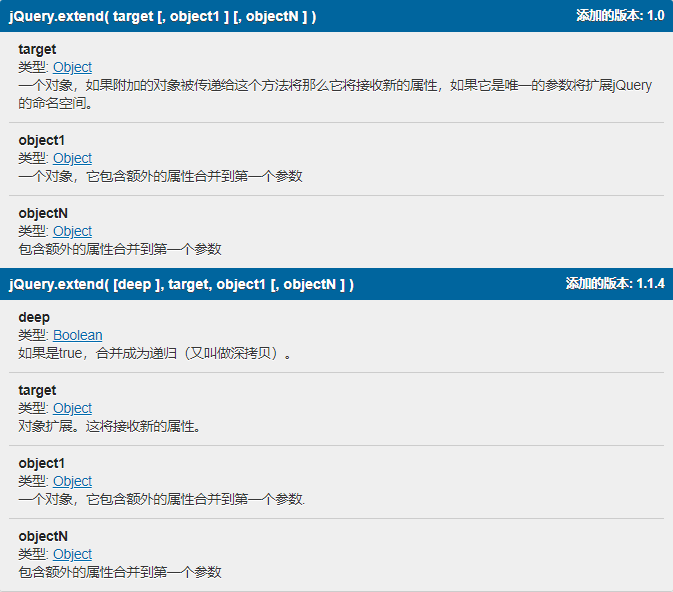 jQuery.extend( target [, object1 ] [, objectN ] )
添加的版本: 1.0
target
类型: Object
一个对象，如果附加的对象被传递给这个方法将那么它将接收新的属性，如果它是唯一的参数将扩展jQuery
的命名空间。
object1
类型: Object
一个对象，它包含额外的属性合并到第一个参数
objectN
类型: Object
包含额外的属性合并到第一个参数
jQuery.extend( [deep ], target, object1 [, objectN ] )
添加的版本: 1.1.4
deep
类型: Boolean
如果是true，合并成为递归（又叫做深拷贝）。
target
类型: Object
对象扩展。这将接收新的属性。
object1
类型: Object
一个对象，它包含额外的属性合并到第一个参数.
objectN
类型: Object
包含额外的属性合并到第一个参数